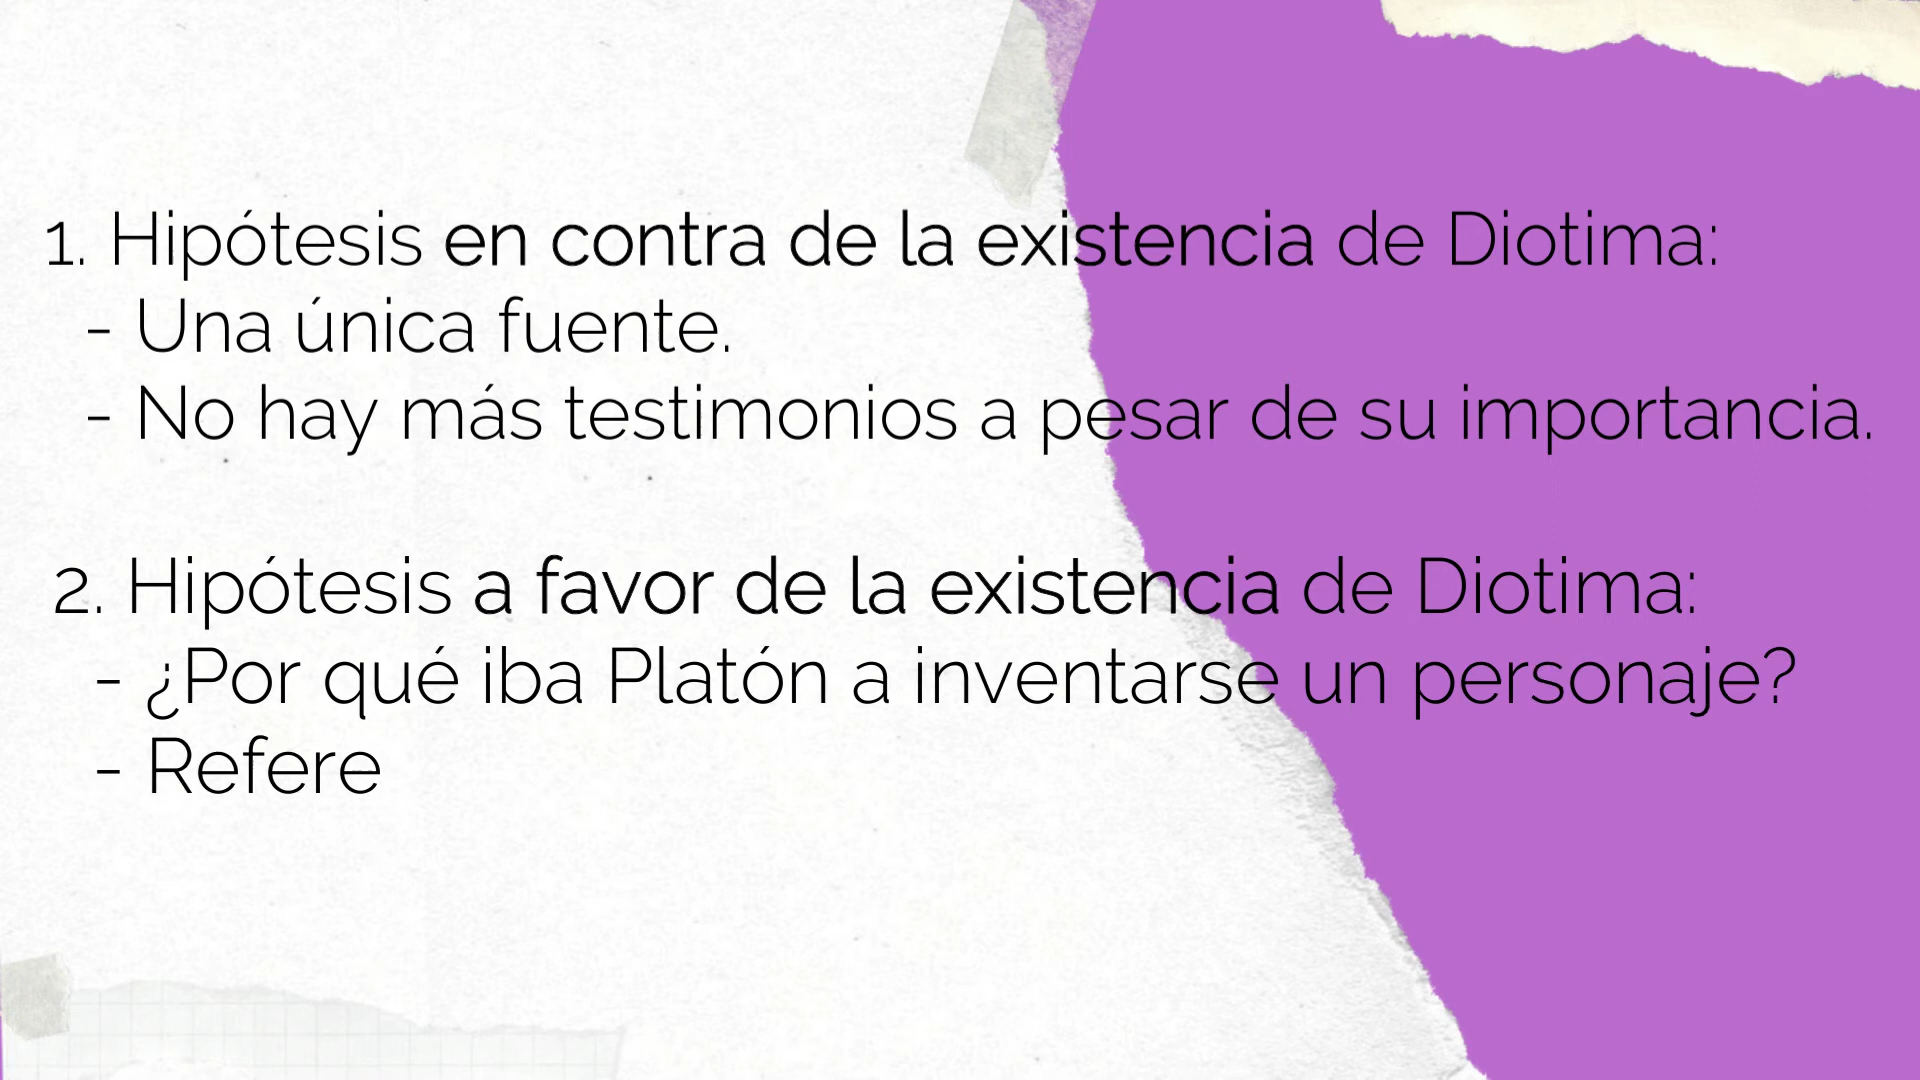 1. Hipótesis en contra de la existencia de Diotima:
- Una única fuente.
- No hay más testimonios a pesar de su importancia.
2. Hipótesis a favor de la existencia de Diotima:
- ¿Por qué iba Platón a inventarse un personaje?
- Refere